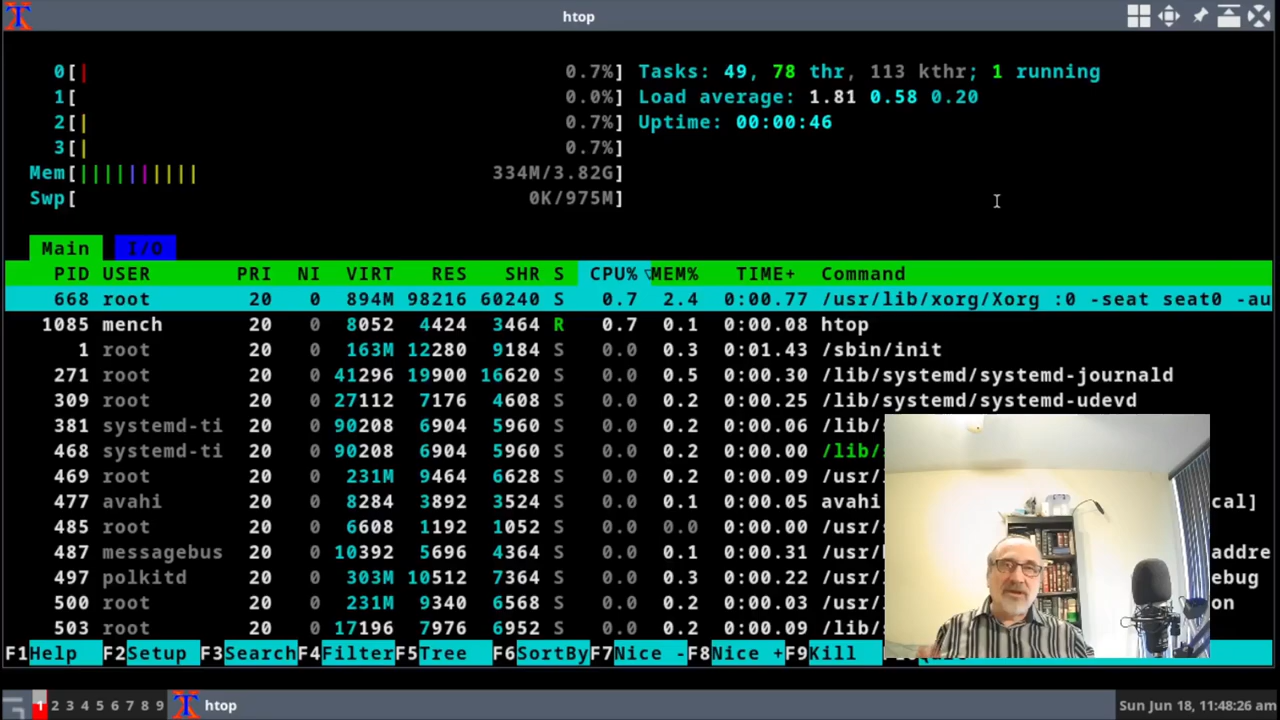 htop
0[| 0.7%] Tasks: 49, 78 thr, 113 kthr; 1 running
1[ 0.0%] Load average: 1.81 0.58 0.20
2[| 0.7%] Uptime: 00:00:46
3[| 0.7%]
Mem[|||||||||| 334M/3.82G]
Swp[ 0K/975M]
Main I/O
PID USER PRI NI VIRT RES SHR S CPU%▽MEM% TIME+ Command
668 root 20 0 894M 98216 60240 S 0.7 2.4 0:00.77 /usr/lib/xorg/Xorg :0 -seat seat0 -au
1085 mench 20 0 8052 4424 3464 R 0.7 0.1 0:00.08 htop
1 root 20 0 163M 12280 9184 S 0.0 0.3 0:01.43 /sbin/init
271 root 20 0 41296 19900 16620 S 0.0 0.5 0:00.30 /lib/systemd/systemd-journald
309 root 20 0 27112 7176 4608 S 0.0 0.2 0:00.25 /lib/systemd/systemd-udevd
381 systemd-ti 20 0 90208 6904 5960 S 0.0 0.2 0:00.06 /lib/s
468 systemd-ti 20 0 90208 6904 5960 S 0.0 0.2 0:00.00 /lib/s
469 root 20 0 231M 9464 6628 S 0.0 0.2 0:00.09 /usr/
477 avahi 20 0 8284 3892 3524 S 0.0 0.1 0:00.05 avahi cal]
485 root 20 0 6608 1192 1052 S 0.0 0.0 0:00.00 /usr/s
487 messagebus 20 0 10392 5696 4364 S 0.0 0.1 0:00.31 /usr/ addre
497 polkitd 20 0 303M 10512 7364 S 0.0 0.3 0:00.22 /usr/ ebug
500 root 20 0 231M 9340 6568 S 0.0 0.2 0:00.03 /usr/ on
503 root 20 0 17196 7976 6952 S 0.0 0.2 0:00.09 /lib/s
F1Help F2Setup F3SearchF4FilterF5Tree F6SortByF7Nice -F8Nice +F9Kill
1 2 3 4 5 6 7 8 9 htop Sun Jun 18, 11:48:26 am